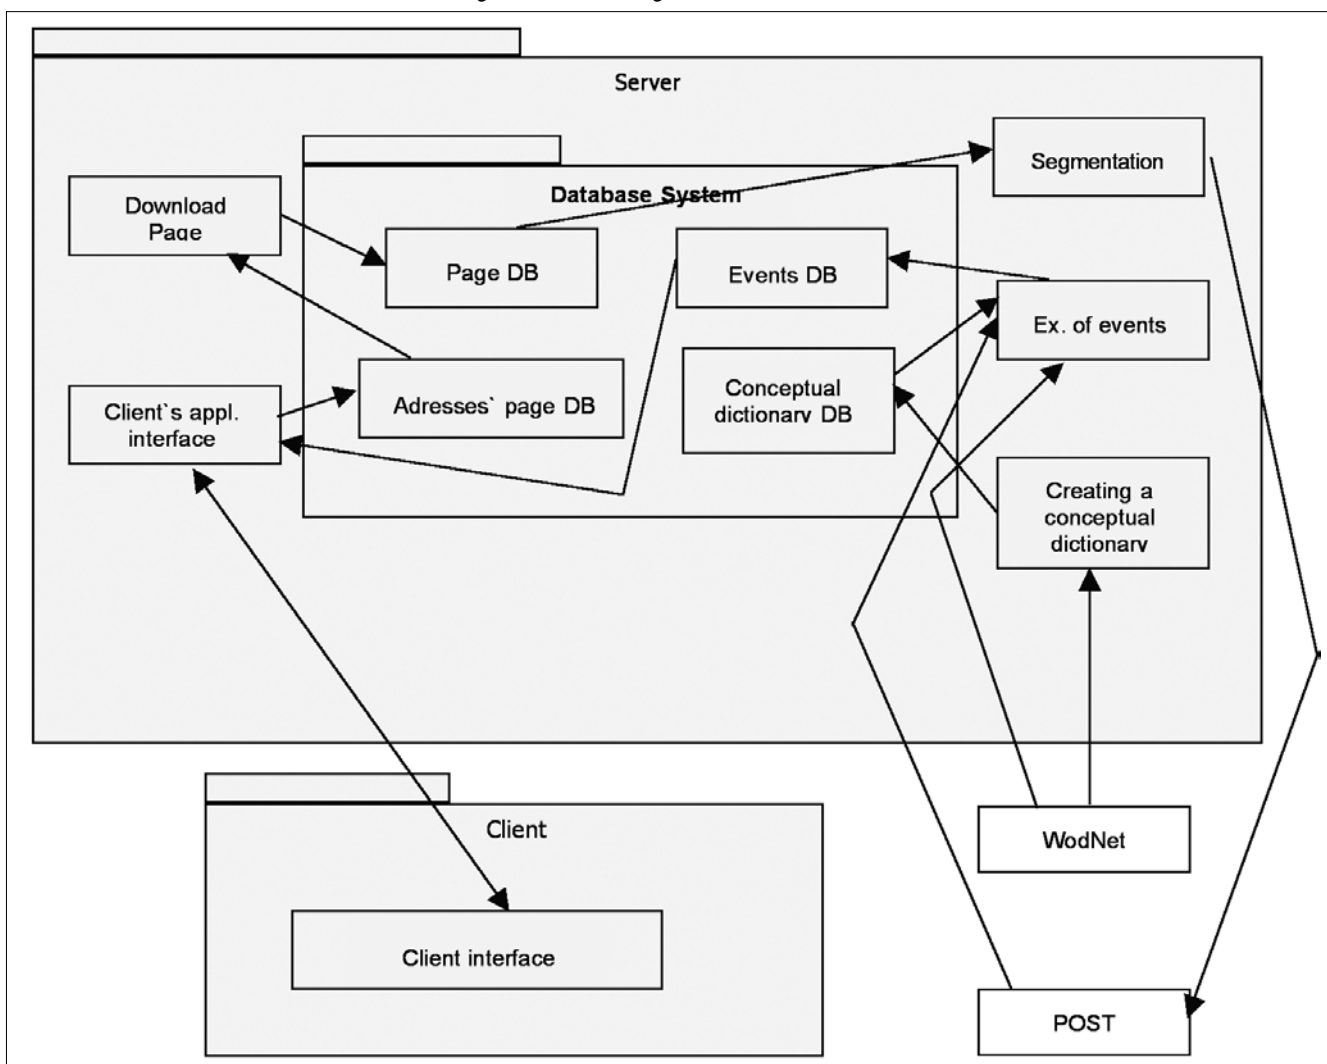 Server
Segmentation
Database System
Download
Page
Page DB
Events DB
Ex. of events
Client`s appl.
interface
Adresses` page DB
Conceptual
dictionary DB
Creating a
conceptual
dictionary
Client
WodNet
Client interface
POST